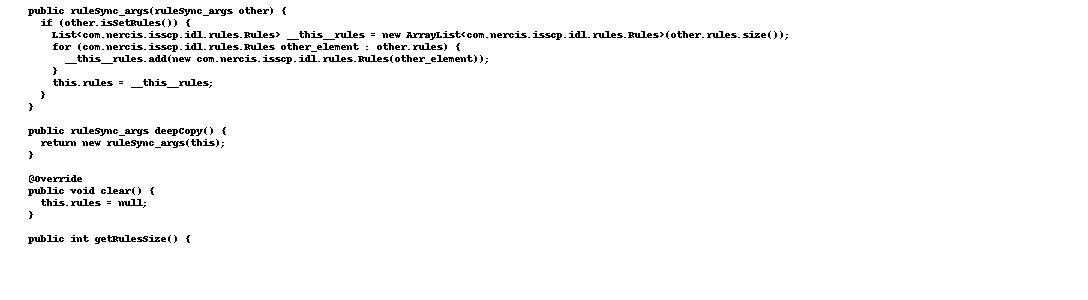 public ruleSync_args(ruleSync_args other) {
if (other.isSetRules()) {
List<com.nercis.isscp.idl.rules.Rules> __this__rules = new ArrayList<com.nercis.isscp.idl.rules.Rules>(other.rules.size());
for (com.nercis.isscp.idl.rules.Rules other_element : other.rules) {
__this__rules.add(new com.nercis.isscp.idl.rules.Rules(other_element));
}
this.rules = __this__rules;
}
}
public ruleSync_args deepCopy() {
return new ruleSync_args(this);
}
@Override
public void clear() {
this.rules = null;
}
public int getRulesSize() {